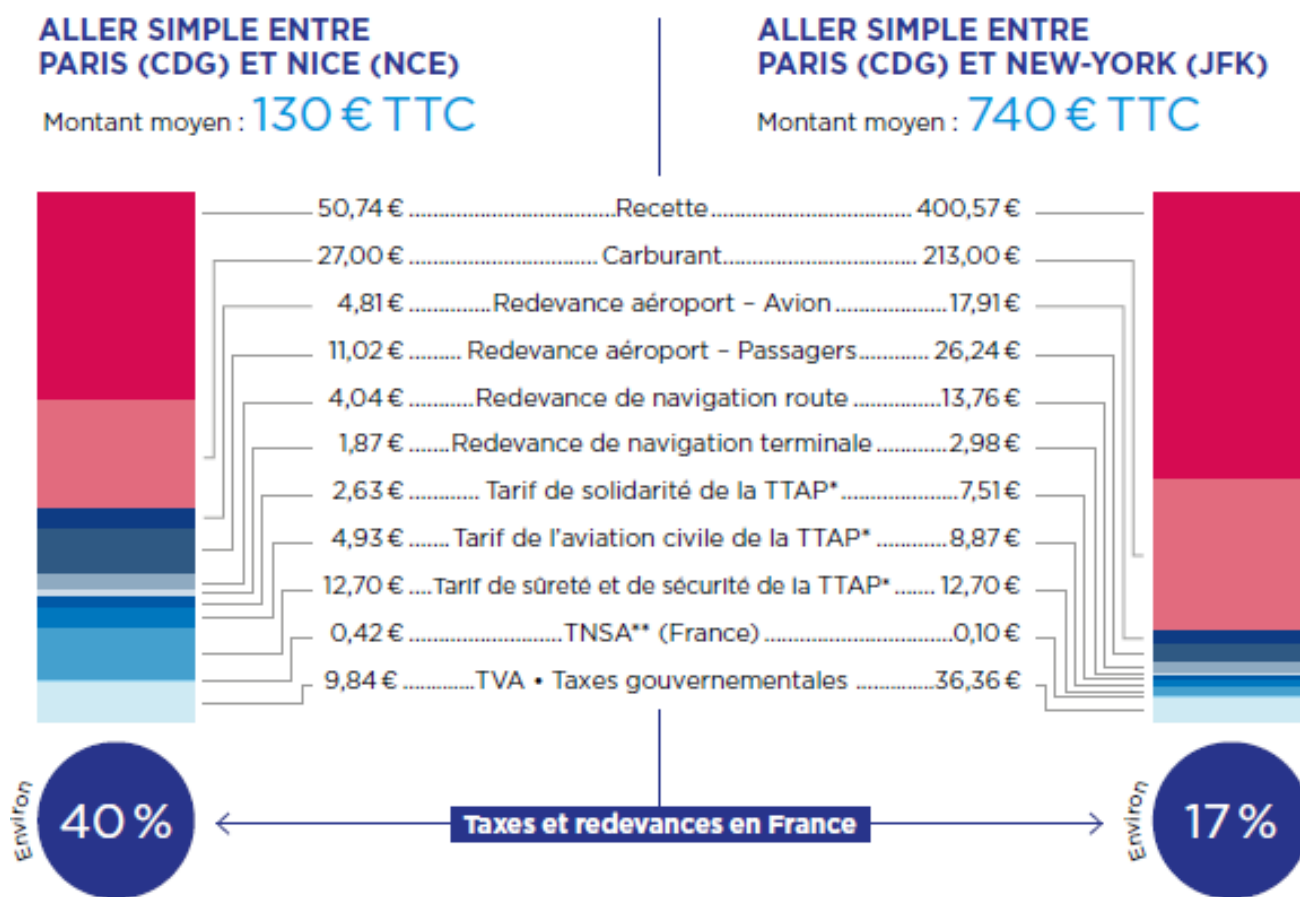 ALLER SIMPLE ENTRE
PARIS (CDG) ET NICE (NCE)
Montant moyen : 130 € TTC
ALLER SIMPLE ENTRE
PARIS (CDG) ET NEW-YORK (JFK)
Montant moyen : 740 € TTC
50,74 € ..................................Recette................................. 400,57 €
27,00 € ............................... Carburant............................... 213,00 €
4,81 € .............Redevance aéroport – Avion .............17,91 €
11,02 € ......... Redevance aéroport – Passagers........... 26,24 €
4,04 € ..........Redevance de navigation route ..............13,76 €
1,87 € .......Redevance de navigation terminale ...........2,98 €
2,63 € ............ Tarif de solidarité de la TTAP*....................7,51 €
4,93 € ....... Tarif de l’aviation civile de la TTAP* ............8,87 €
12,70 € ....Tarif de sûreté et de sécurité de la TTAP* ....... 12,70 €
0,42 € ..........................TNSA** (France) ...............................0,10 €
9,84 € ............TVA • Taxes gouvernementales .............36,36 €
Environ
40 %
Taxes et redevances en France
Environ
17 %